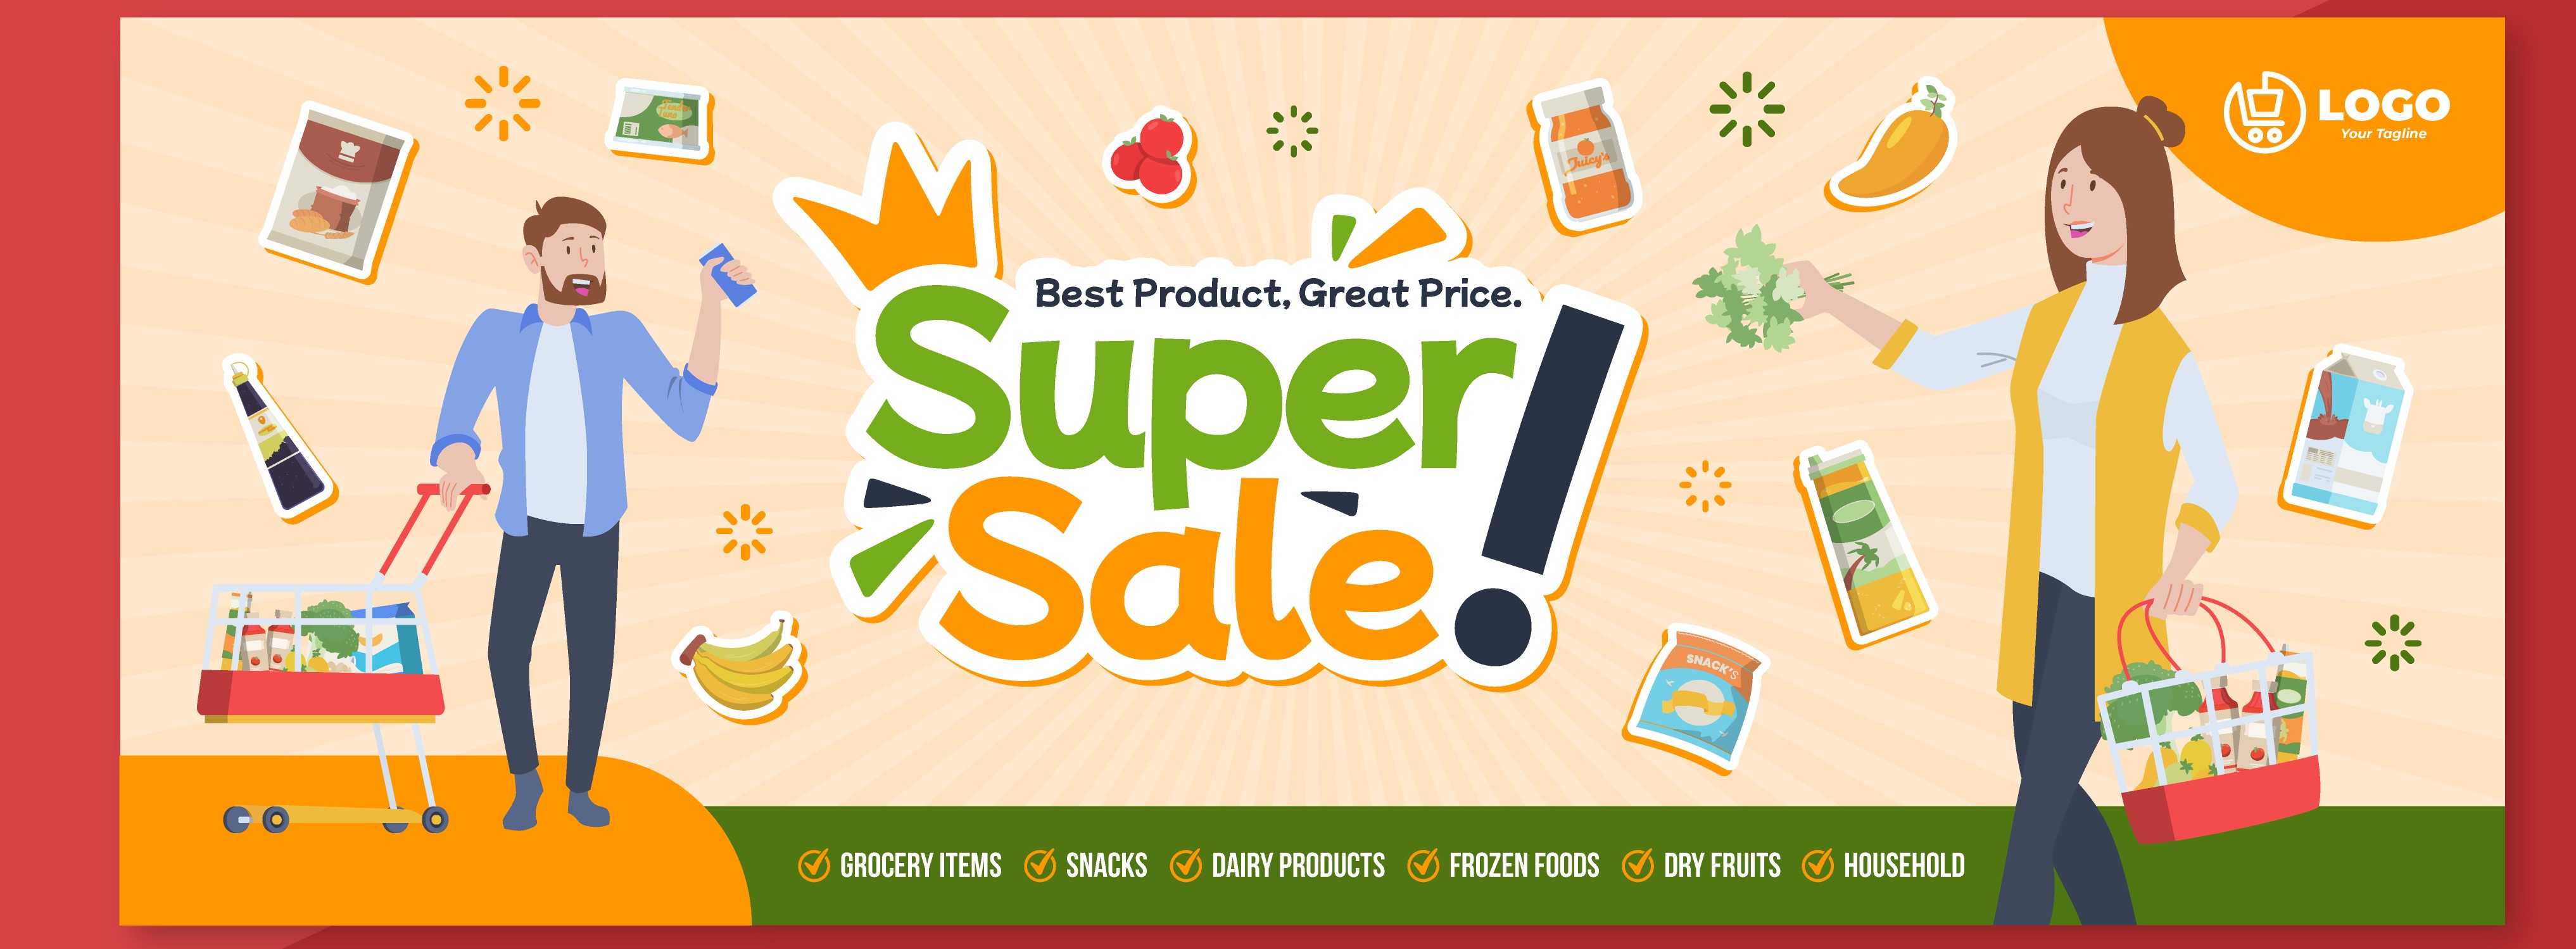 LOGO
Your Tagline
Juicy's
Best Product, Great Price.
Super
Sale!
SNACK'S
GROCERY ITEMS SNACKS DAIRY PRODUCTS FROZEN FOODS DRY FRUITS HOUSEHOLD